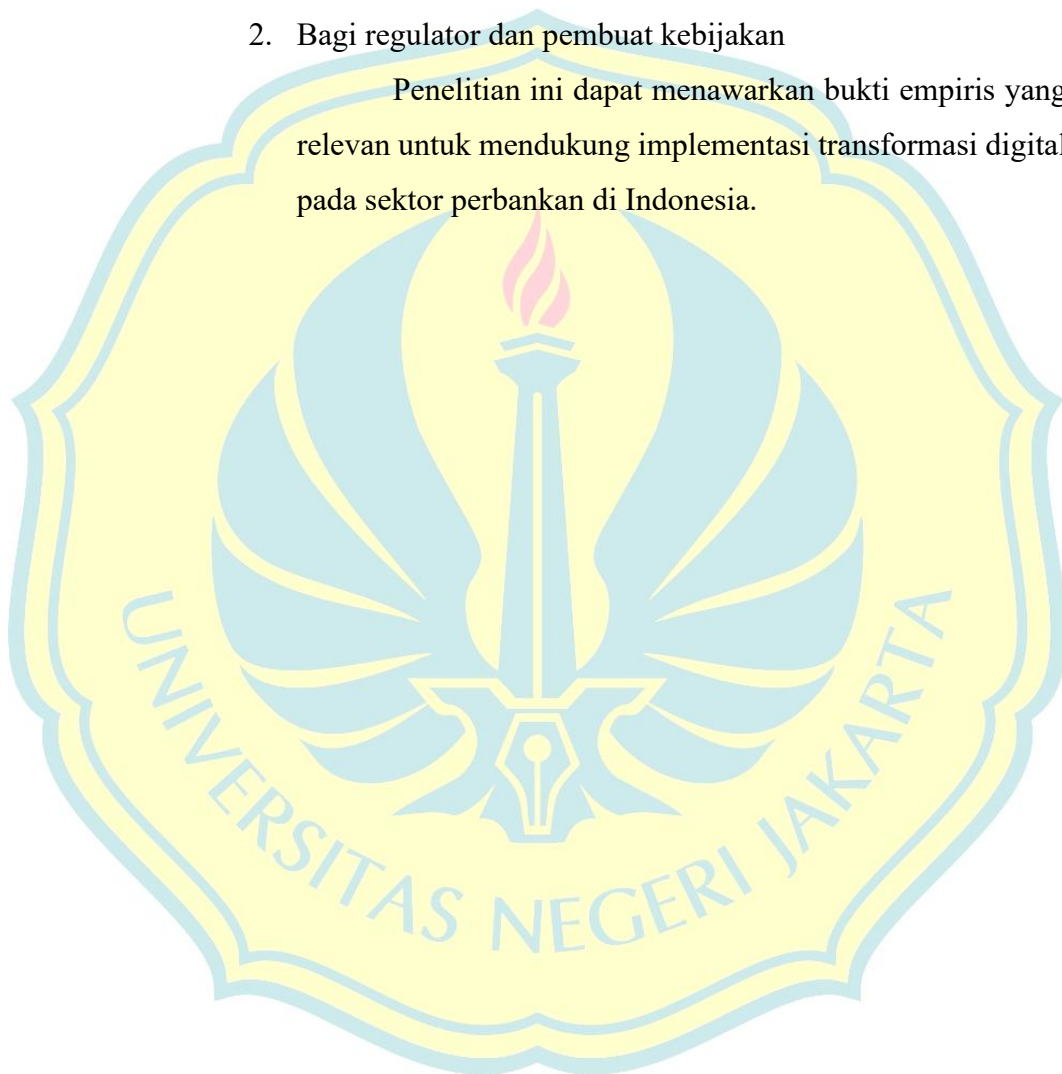 2. Bagi regulator dan pembuat kebijakan
Penelitian ini dapat menawarkan bukti empiris yang
relevan untuk mendukung implementasi transformasi digital
pada sektor perbankan di Indonesia.
UNIVERSITAS NEGERI JAKARTA